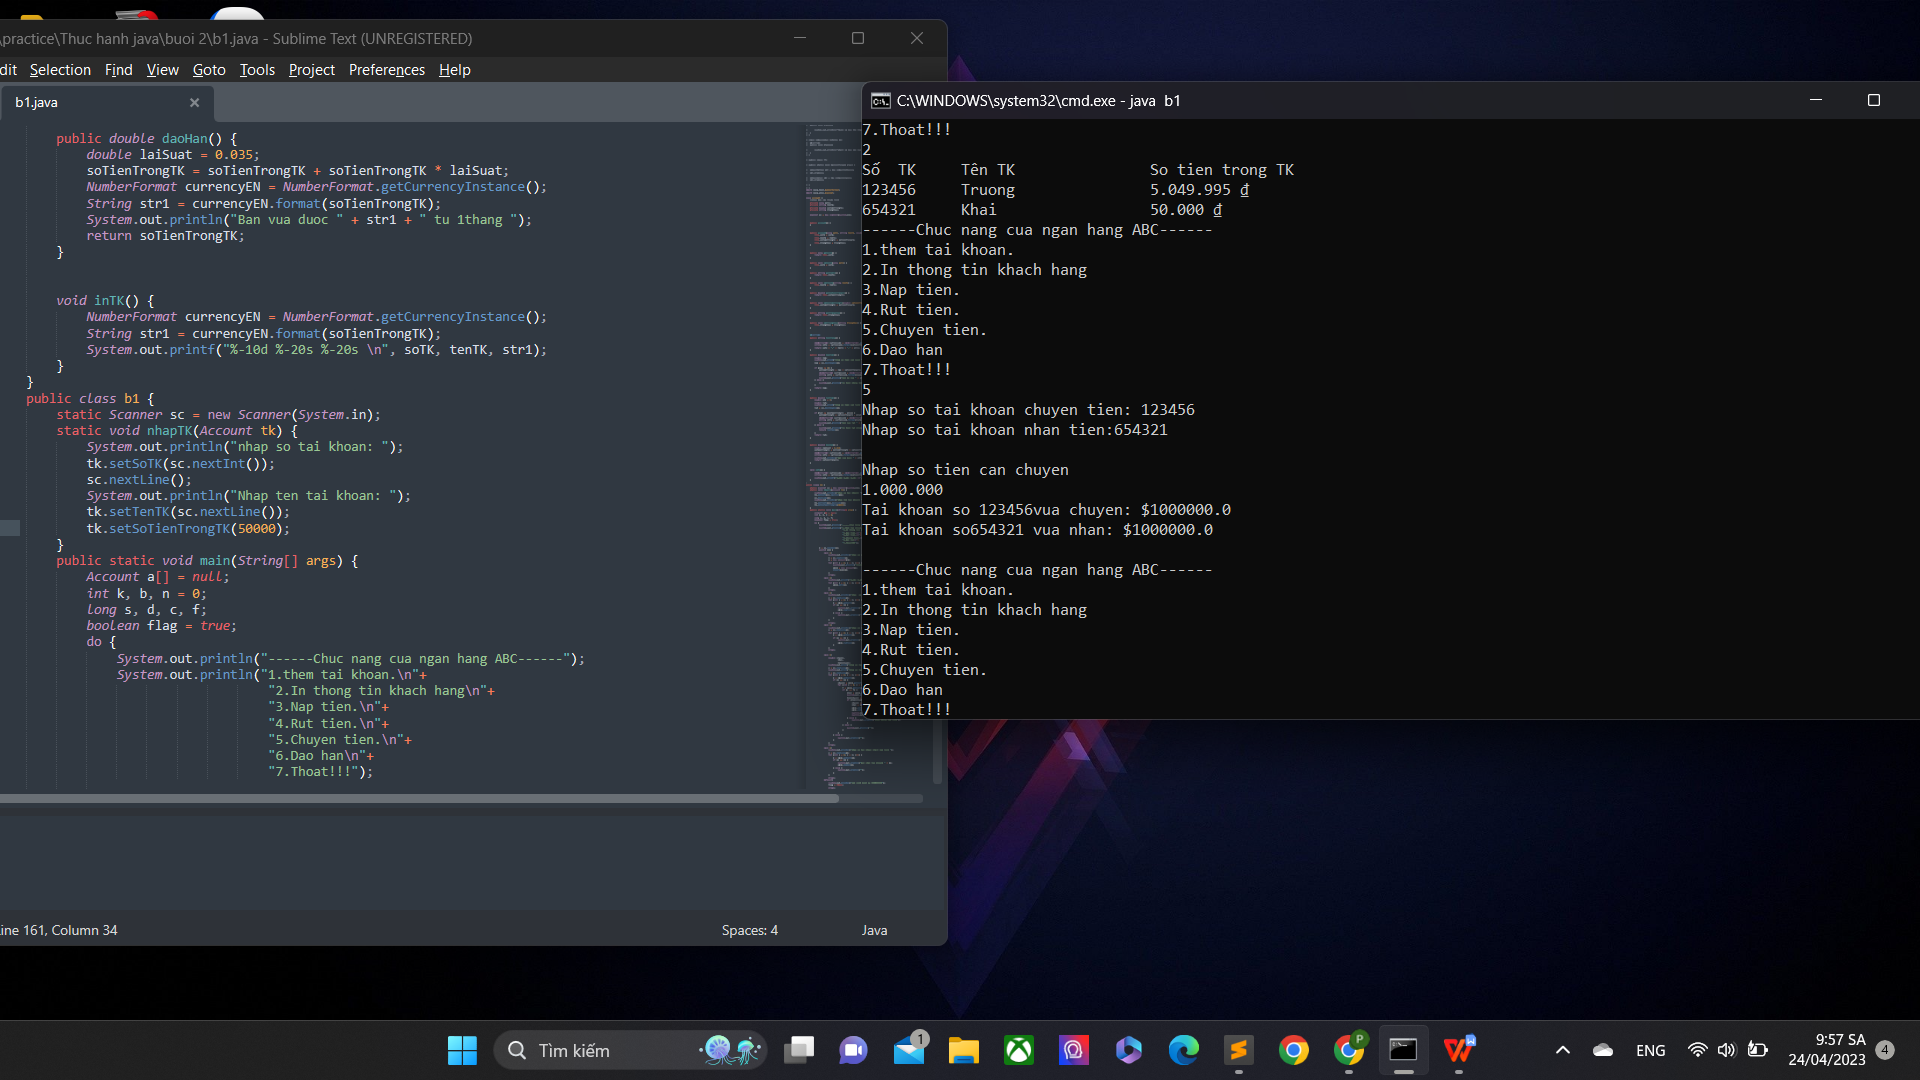 \practice\Thuc hanh java\buoi 2\b1.java - Sublime Text (UNREGISTERED)
dit Selection Find View Goto Tools Project Preferences Help
b1.java
public double daoHan() {
double laiSuat = 0.035;
soTienTrongTK = soTienTrongTK + soTienTrongTK * laiSuat;
NumberFormat currencyEN = NumberFormat.getCurrencyInstance();
String str1 = currencyEN.format(soTienTrongTK);
System.out.println("Ban vua duoc " + str1 + " tu 1thang ");
return soTienTrongTK;
}
void inTK() {
NumberFormat currencyEN = NumberFormat.getCurrencyInstance();
String str1 = currencyEN.format(soTienTrongTK);
System.out.printf("%-10d %-20s %-20s \n", soTK, tenTK, str1);
}
}
public class b1 {
static Scanner sc = new Scanner(System.in);
static void nhapTK(Account tk) {
System.out.println("nhap so tai khoan: ");
tk.setSoTK(sc.nextInt());
sc.nextLine();
System.out.println("Nhap ten tai khoan: ");
tk.setTenTK(sc.nextLine());
tk.setSoTienTrongTK(50000);
}
public static void main(String[] args) {
Account a[] = null;
int k, b, n = 0;
long s, d, c, f;
boolean flag = true;
do {
System.out.println("------Chuc nang cua ngan hang ABC------");
System.out.println("1.them tai khoan.\n"+
"2.In thong tin khach hang\n"+
"3.Nap tien.\n"+
"4.Rut tien.\n"+
"5.Chuyen tien.\n"+
"6.Dao han\n"+
"7.Thoat!!!");
ine 161, Column 34
Spaces: 4
Java
C:\WINDOWS\system32\cmd.exe - java  b1
7.Thoat!!!
2
Số  TK     Tên TK               So tien trong TK
123456     Truong               5.049.995 ₫
654321     Khai                 50.000 ₫
------Chuc nang cua ngan hang ABC------
1.them tai khoan.
2.In thong tin khach hang
3.Nap tien.
4.Rut tien.
5.Chuyen tien.
6.Dao han
7.Thoat!!!
5
Nhap so tai khoan chuyen tien: 123456
Nhap so tai khoan nhan tien:654321
Nhap so tien can chuyen
1.000.000
Tai khoan so 123456vua chuyen: $1000000.0
Tai khoan so654321 vua nhan: $1000000.0
------Chuc nang cua ngan hang ABC------
1.them tai khoan.
2.In thong tin khach hang
3.Nap tien.
4.Rut tien.
5.Chuyen tien.
6.Dao han
7.Thoat!!!
Tìm kiếm
1
P
ENG
9:57 SA
24/04/2023
4